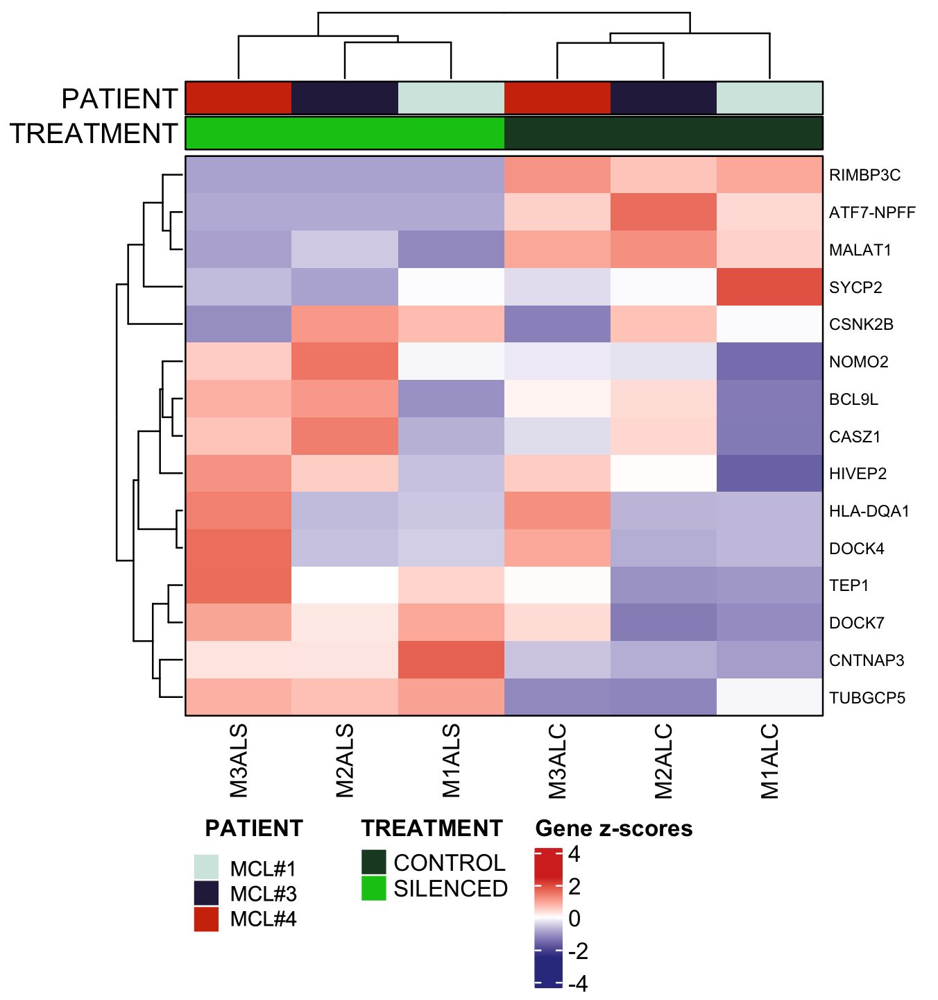 PATIENT
TREATMENT
RIMBP3C
ATF7-NPFF
MALAT1
SYCP2
CSNK2B
NOMO2
BCL9L
CASZ1
HIVEP2
HLA-DQA1
DOCK4
TEP1
DOCK7
CNTNAP3
TUBGCP5
M3ALS
M2ALS
M1ALS
M3ALC
M2ALC
M1ALC
PATIENT
MCL#1
MCL#3
MCL#4
TREATMENT
CONTROL
SILENCED
Gene z-scores
4
2
0
-2
-4